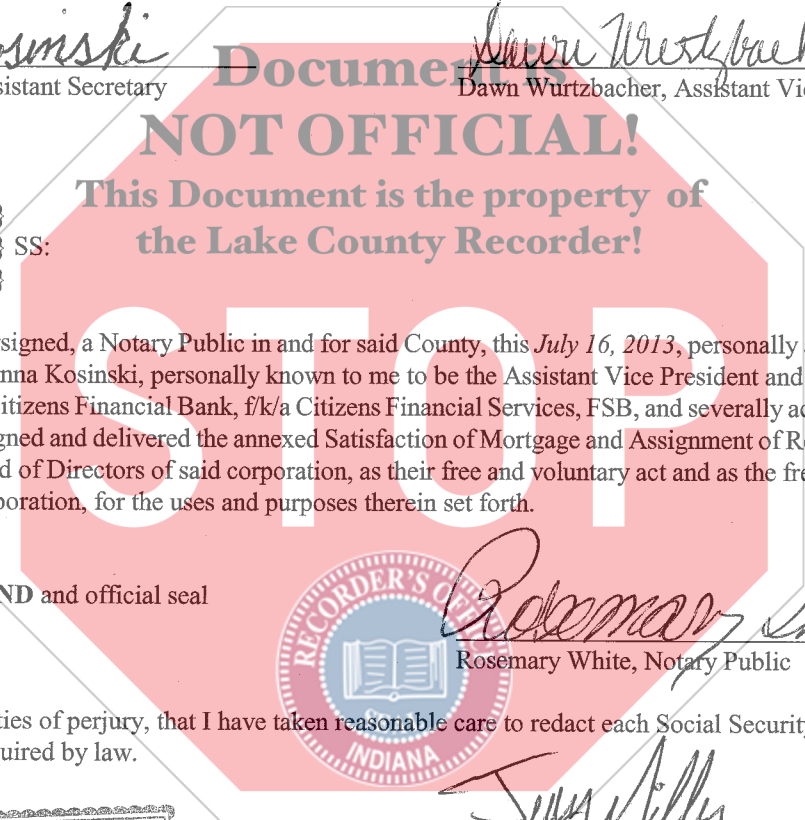 osinski
Dawn Wurtzbach
sistant Secretary
Dawn Wurtzbacher, Assistant Vi
Document is
NOT OFFICIAL!
This Document is the property of
the Lake County Recorder!
} SS:
STOP
signed, a Notary Public in and for said County, this July 16, 2013, personally
nna Kosinski, personally known to me to be the Assistant Vice President and
itizens Financial Bank, f/k/a Citizens Financial Services, FSB, and severally ac
gned and delivered the annexed Satisfaction of Mortgage and Assignment of R
d of Directors of said corporation, as their free and voluntary act and as the fre
poration, for the uses and purposes therein set forth.
ND and official seal
Rosemary
Rosemary White, Notary Public
RECORDER'S OFFICE
INDIANA
ties of perjury, that I have taken reasonable care to redact each Social Security
quired by law.